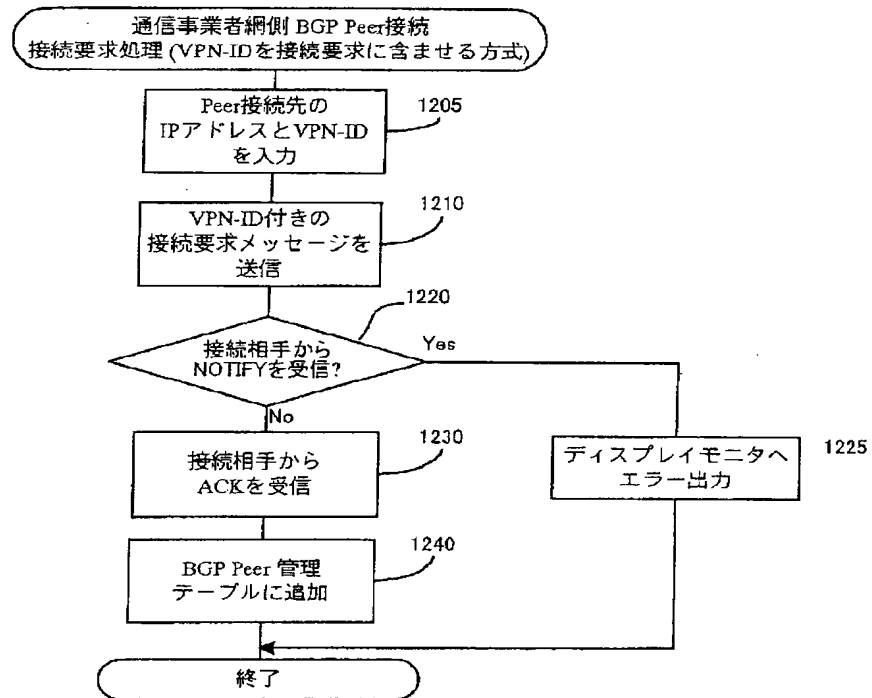 通信事業者網側 BGP Peer接続
接続要求処理 (VPN-IDを接続要求に含ませる方式)
Peer接続先の
IPアドレスとVPN-ID
を入力
1205
VPN-ID付きの
接続要求メッセージを
送信
1210
1220
接続相手から
NOTIFYを受信?
Yes
No
接続相手から
ACKを受信
1230
ディスプレイモニタへ
エラー出力
1225
BGP Peer 管理
テーブルに追加
1240
終了